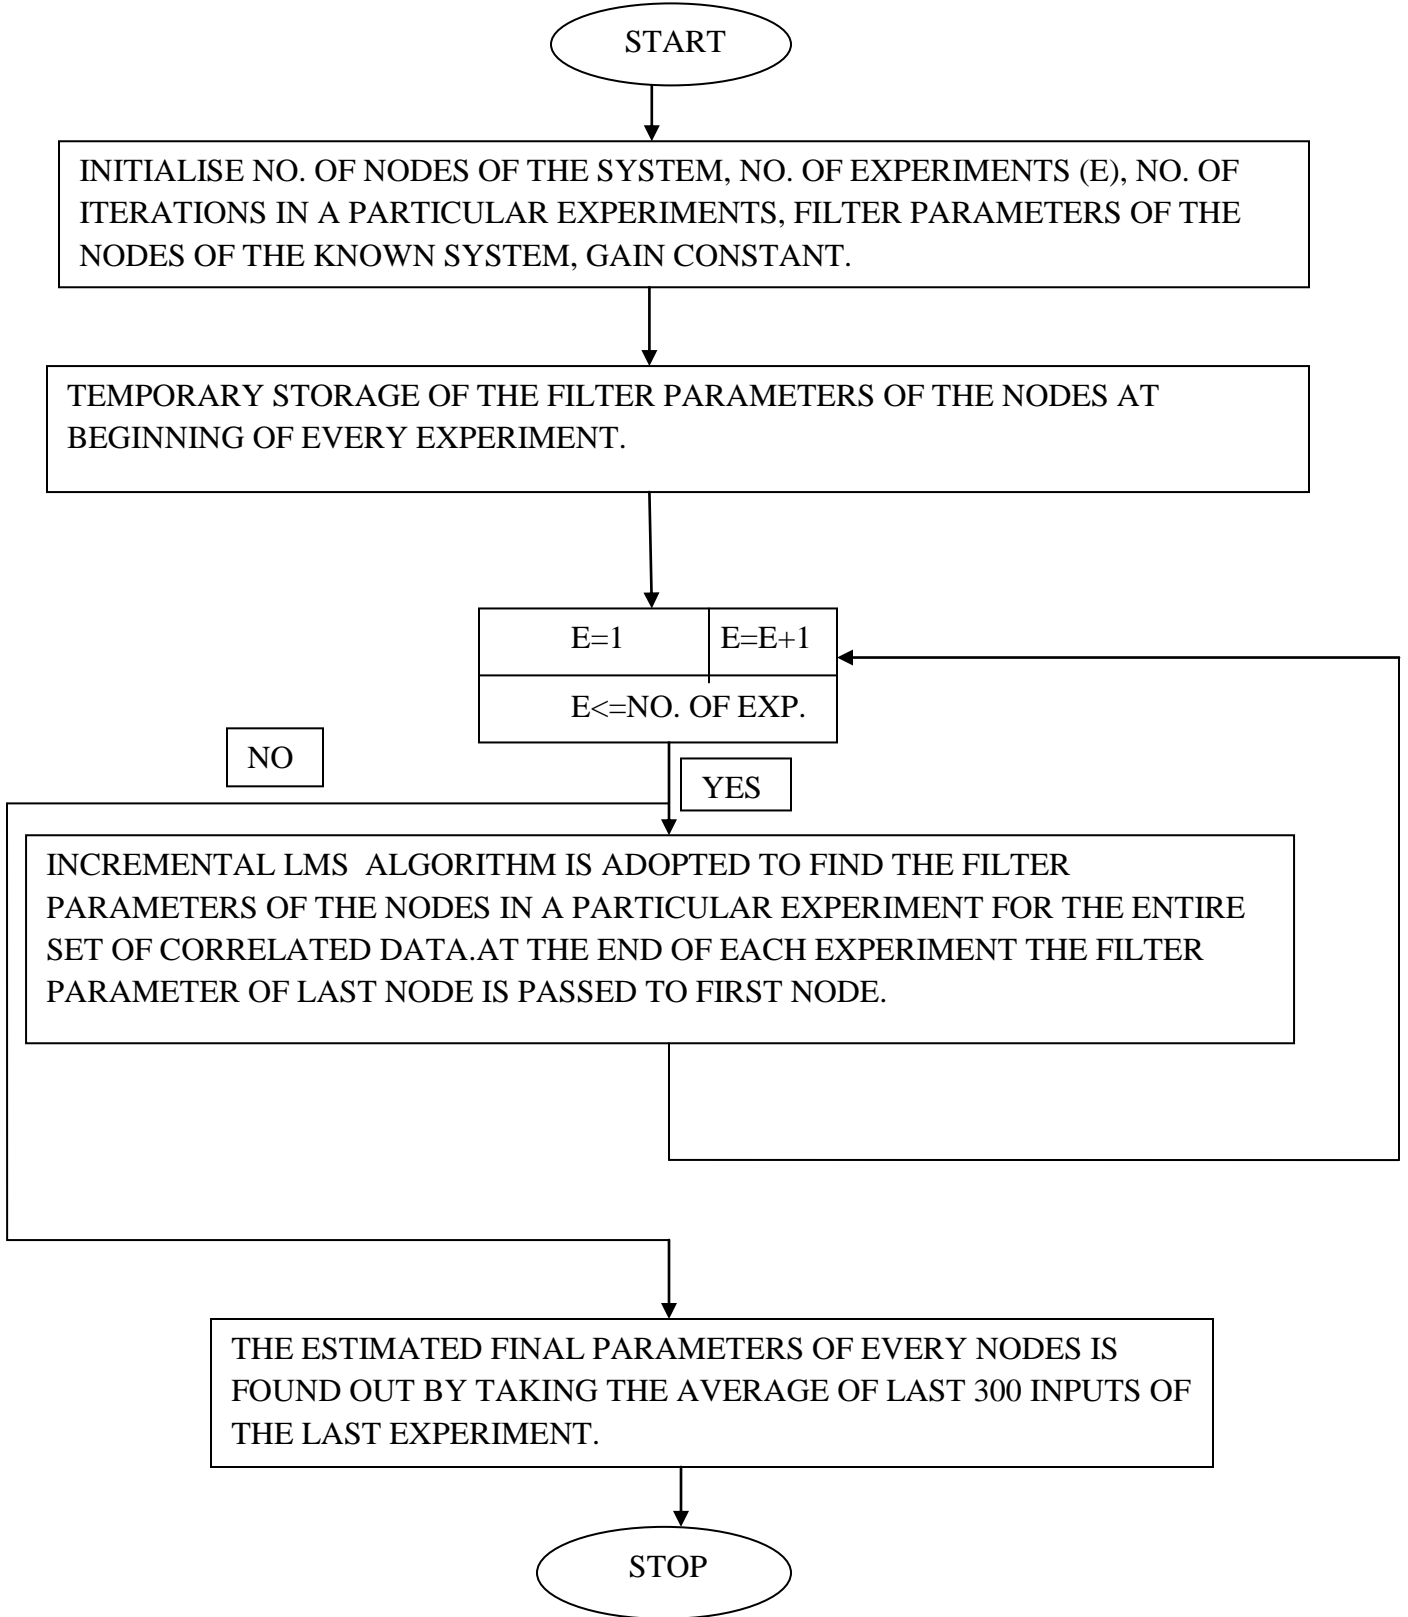 START
INITIALISE NO. OF NODES OF THE SYSTEM, NO. OF EXPERIMENTS (E), NO. OF
ITERATIONS IN A PARTICULAR EXPERIMENTS, FILTER PARAMETERS OF THE
NODES OF THE KNOWN SYSTEM, GAIN CONSTANT.
TEMPORARY STORAGE OF THE FILTER PARAMETERS OF THE NODES AT
BEGINNING OF EVERY EXPERIMENT.
E=1
E=E+1
E<=NO. OF EXP.
NO
YES
INCREMENTAL LMS  ALGORITHM IS ADOPTED TO FIND THE FILTER
PARAMETERS OF THE NODES IN A PARTICULAR EXPERIMENT FOR THE ENTIRE
SET OF CORRELATED DATA.AT THE END OF EACH EXPERIMENT THE FILTER
PARAMETER OF LAST NODE IS PASSED TO FIRST NODE.
THE ESTIMATED FINAL PARAMETERS OF EVERY NODES IS
FOUND OUT BY TAKING THE AVERAGE OF LAST 300 INPUTS OF
THE LAST EXPERIMENT.
STOP